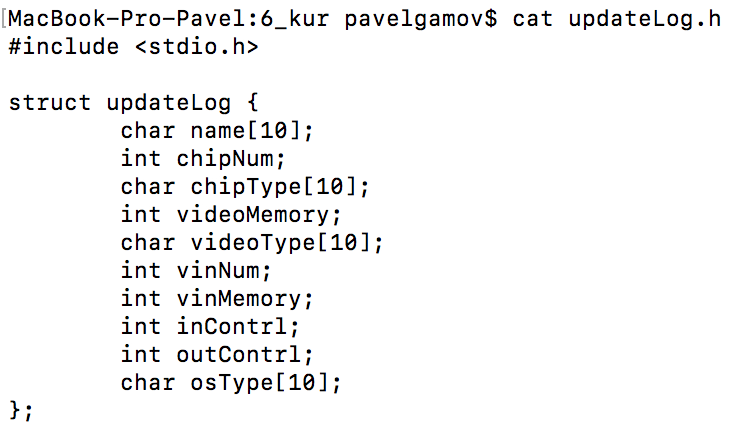 [MacBook-Pro-Pavel:6_kur pavelgamov$ cat updateLog.h
#include <stdio.h>

struct updateLog {
        char name[10];
        int chipNum;
        char chipType[10];
        int videoMemory;
        char videoType[10];
        int vinNum;
        int vinMemory;
        int inContrl;
        int outContrl;
        char osType[10];
};